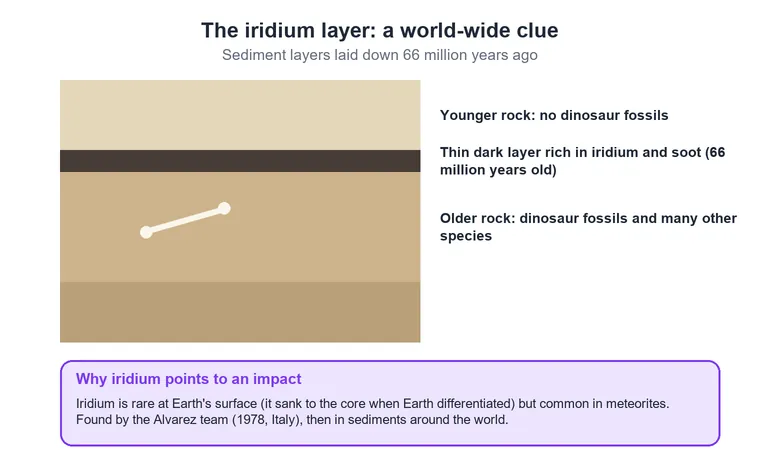 The iridium layer: a world-wide clue
Sediment layers laid down 66 million years ago
Younger rock: no dinosaur fossils
Thin dark layer rich in iridium and soot (66
million years old)
Older rock: dinosaur fossils and many other
species
Why iridium points to an impact
Iridium is rare at Earth's surface (it sank to the core when Earth differentiated) but common in meteorites.
Found by the Alvarez team (1978, Italy), then in sediments around the world.